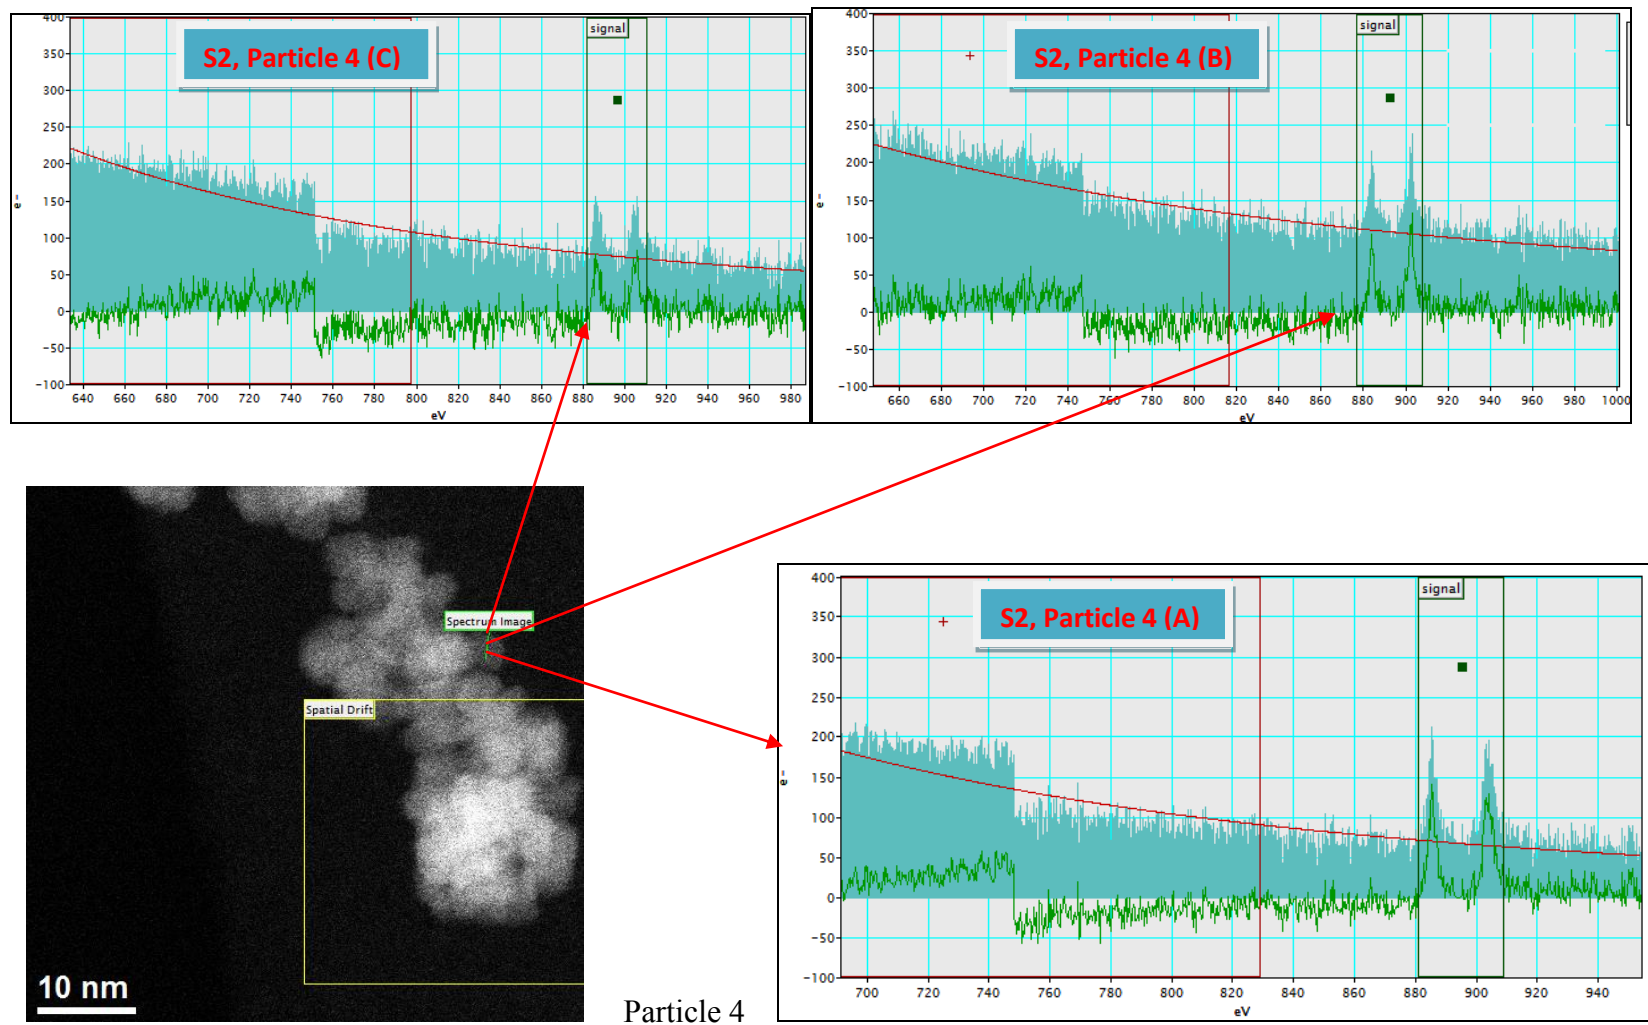 S2, Particle 4 (C)
signal
400
350
300
250
200
150
100
50
0
-50
-100
e-
640 660 680 700 720 740 760 780 800 820 840 860 880 900 920 940 960 980
eV
S2, Particle 4 (B)
signal
400
350
300
250
200
150
100
50
0
-50
-100
e-
660 680 700 720 740 760 780 800 820 840 860 880 900 920 940 960 980 1000
eV
Spectrum Image
Spatial Drift
10 nm
Particle 4
S2, Particle 4 (A)
signal
400
350
300
250
200
150
100
50
0
-50
-100
e-
700 720 740 760 780 800 820 840 860 880 900 920 940
eV